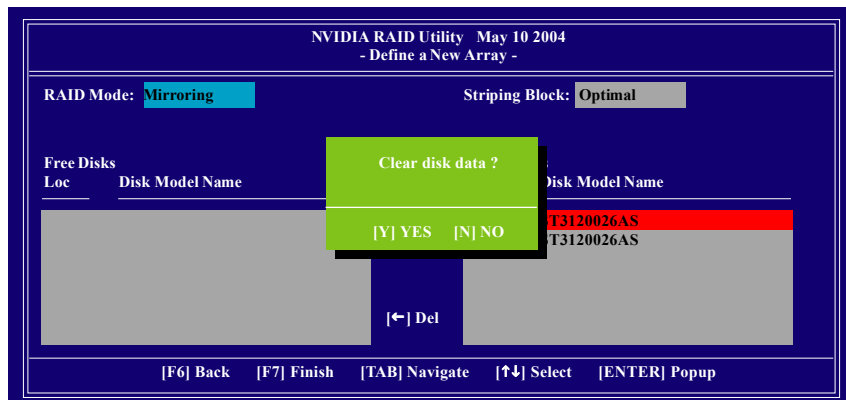 NVIDIA RAID Utility May 10 2004
- Define a New Array -
RAID Mode: Mirroring
Striping Block: Optimal
Free Disks
Loc Disk Model Name
Clear disk data ?
[Y] YES [N] NO
Disk Model Name
ST3120026AS
ST3120026AS
[←] Del
[F6] Back [F7] Finish [TAB] Navigate [↑↓] Select [ENTER] Popup